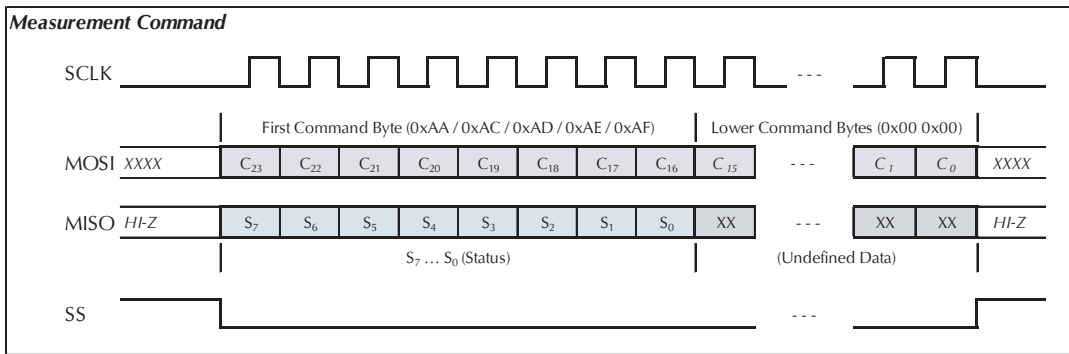 Measurement Command
SCLK - - -
First Command Byte (0xAA / 0xAC / 0xAD / 0xAE / 0xAF) Lower Command Bytes (0x00 0x00)
MOSI XXXX C23 C22 C21 C20 C19 C18 C17 C16 C15 - - - C1 C0 XXXX
MISO HI-Z S7 S6 S5 S4 S3 S2 S1 S0 XX - - - XX XX HI-Z
S7 … S0 (Status) (Undefined Data)
SS - - -